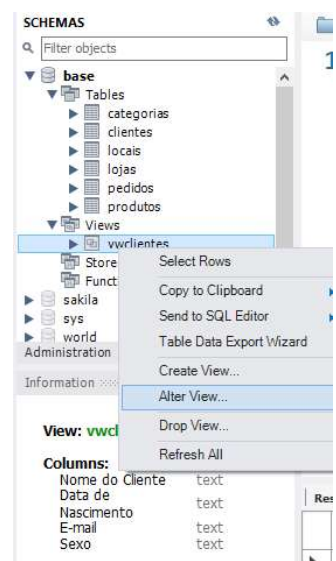 SCHEMAS
Filter objects
1
base
Tables
categorias
clientes
locais
lojas
pedidos
produtos
Views
vwclientes
Store
Funct
sakila
sys
world
Select Rows
Copy to Clipboard
Send to SQL Editor
Table Data Export Wizard
Create View...
Alter View...
Drop View...
Refresh All
Administration
Information
View: vwcl
Columns:
Nome do Cliente text
Data de
Nascimento text
E-mail text
Sexo text
Res